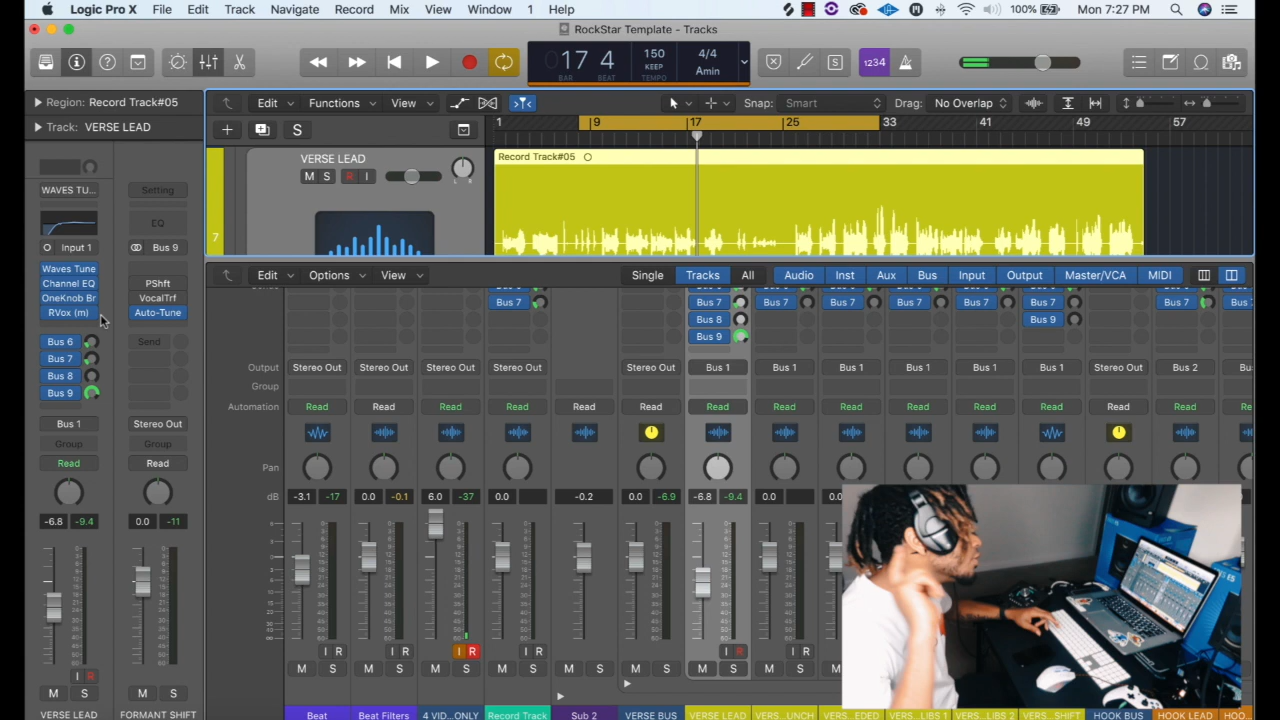 Logic Pro X File Edit Track Navigate Record Mix View Window 1 Help 100% Mon 7:27 PM
RockStar Template - Tracks
17 4 150 4/4
KEEP Amin 1234
BAR BEAT TEMPO
Region: Record Track#05 Edit Functions View Snap: Smart Drag: No Overlap
Track: VERSE LEAD
S 1 9 17 25 33 41 49 57
VERSE LEAD Record Track#05
M S R I L R
7
WAVES TU... Setting
EQ
Input 1 Bus 9
Waves Tune
Channel EQ PShft
OneKnob Br VocalTrf
RVox (m) Auto-Tune
Bus 6 Send
Bus 7
Bus 8
Bus 9
Bus 1 Stereo Out
Group Group
Read Read
-6.8 -9.4 0.0 -11
I R
M S M S
VERSE LEAD FORMANT SHIFT
Edit Options View Single Tracks All Audio Inst Aux Bus Input Output Master/VCA MIDI
Bus 7 Bus 7 Bus 7 Bus 7 Bus 7 Bus 7 Bus 7 Bus 7
Bus 8 Bus 9
Bus 9
Output Stereo Out Stereo Out Stereo Out Stereo Out Stereo Out Bus 1 Bus 1 Bus 1 Bus 1 Bus 1 Stereo Out Bus 2
Group
Automation Read Read Read Read Read Read Read Read Read Read Read Read Read
Pan
dB -3.1 -17 0.0 -0.1 6.0 -37 0.0 -0.2 0.0 -6.9 -6.8 -9.4 0.0
I R I R I R I R I R I R
M S M S M S M S M S M S M S M S
Beat Beat Filters 4 VID...ONLY Record Track Sub 2 VERSE BUS VERSE LEAD VERS...UNCH VERS...EDED VERS...LIBS 1 VERS...LIBS 2 VERS...SHIFT HOOK BUS HOOK LEAD HOO